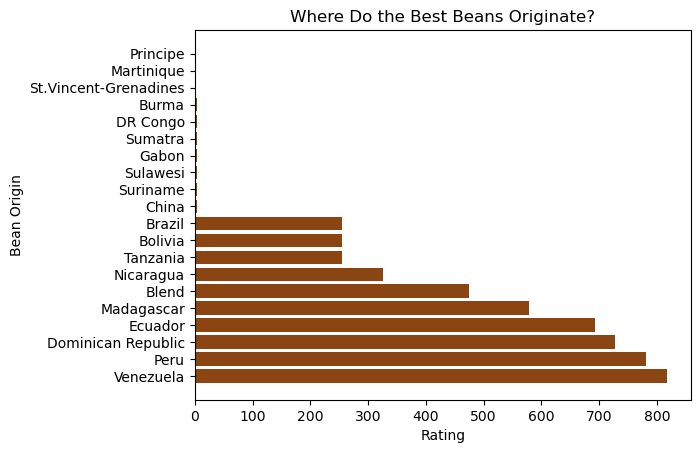 Where Do the Best Beans Originate?
Bean Origin
Principe
Martinique
St.Vincent-Grenadines
Burma
DR Congo
Sumatra
Gabon
Sulawesi
Suriname
China
Brazil
Bolivia
Tanzania
Nicaragua
Blend
Madagascar
Ecuador
Dominican Republic
Peru
Venezuela
0 100 200 300 400 500 600 700 800
Rating